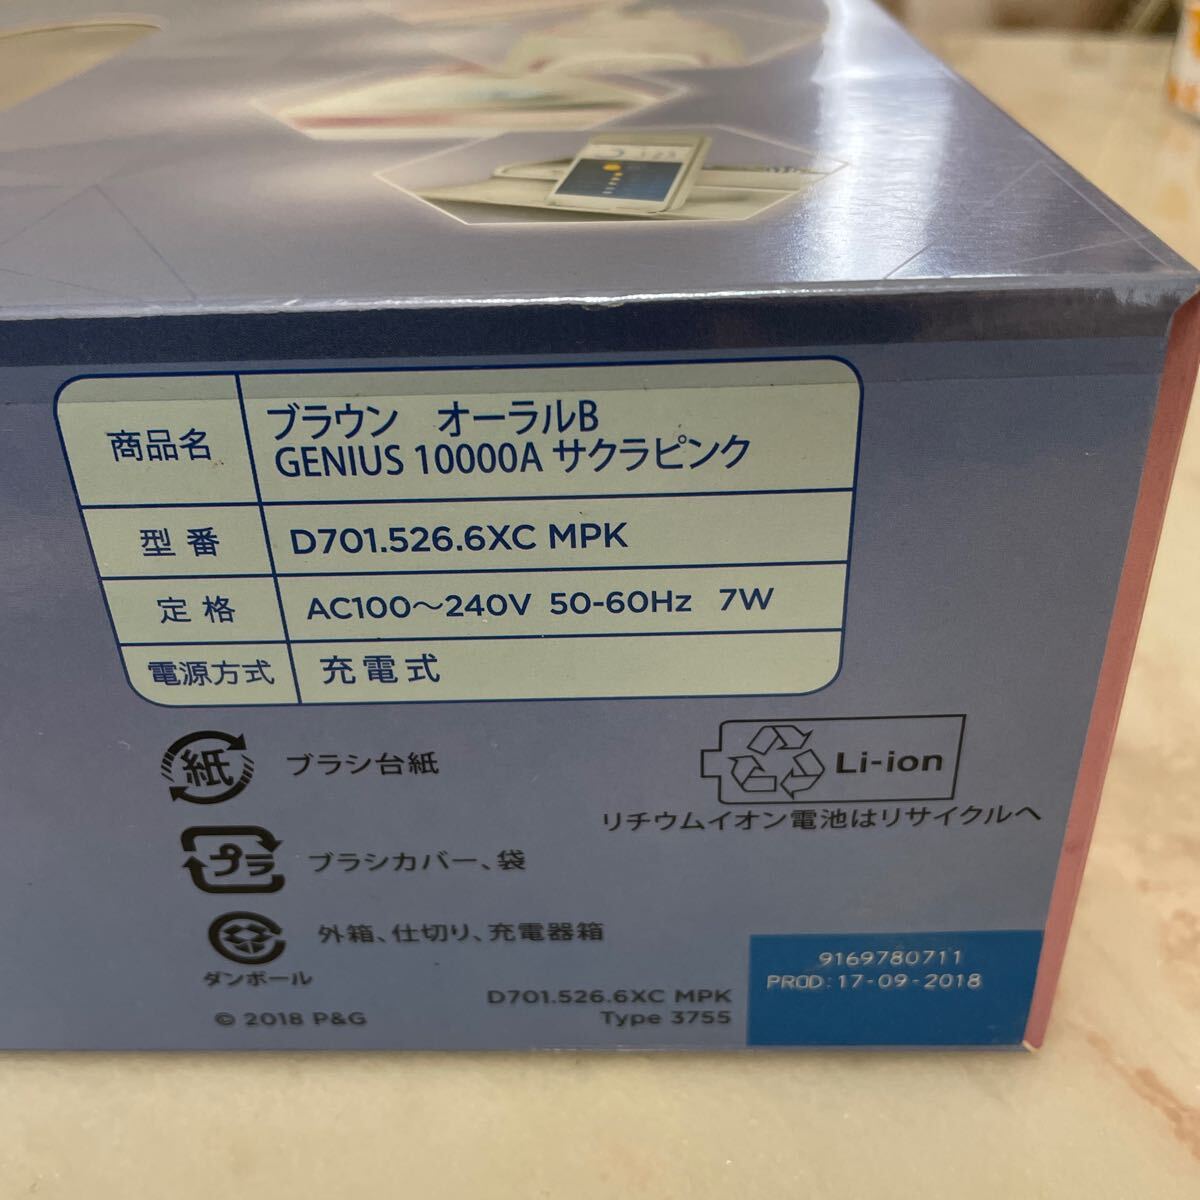 商品名 ブラウン オーラルB
GENIUS 10000A サクラピンク
型番 D701.526.6XC MPK
定格 AC100〜240V 50-60Hz 7W
電源方式 充電式
紙 ブラシ台紙
プラ ブラシカバー、袋
外箱、仕切り、充電器箱
ダンボール
© 2018 P&G
Li-ion
リチウムイオン電池はリサイクルへ
D701.526.6XC MPK
Type 3755
9169780711
PROD:17-09-2018